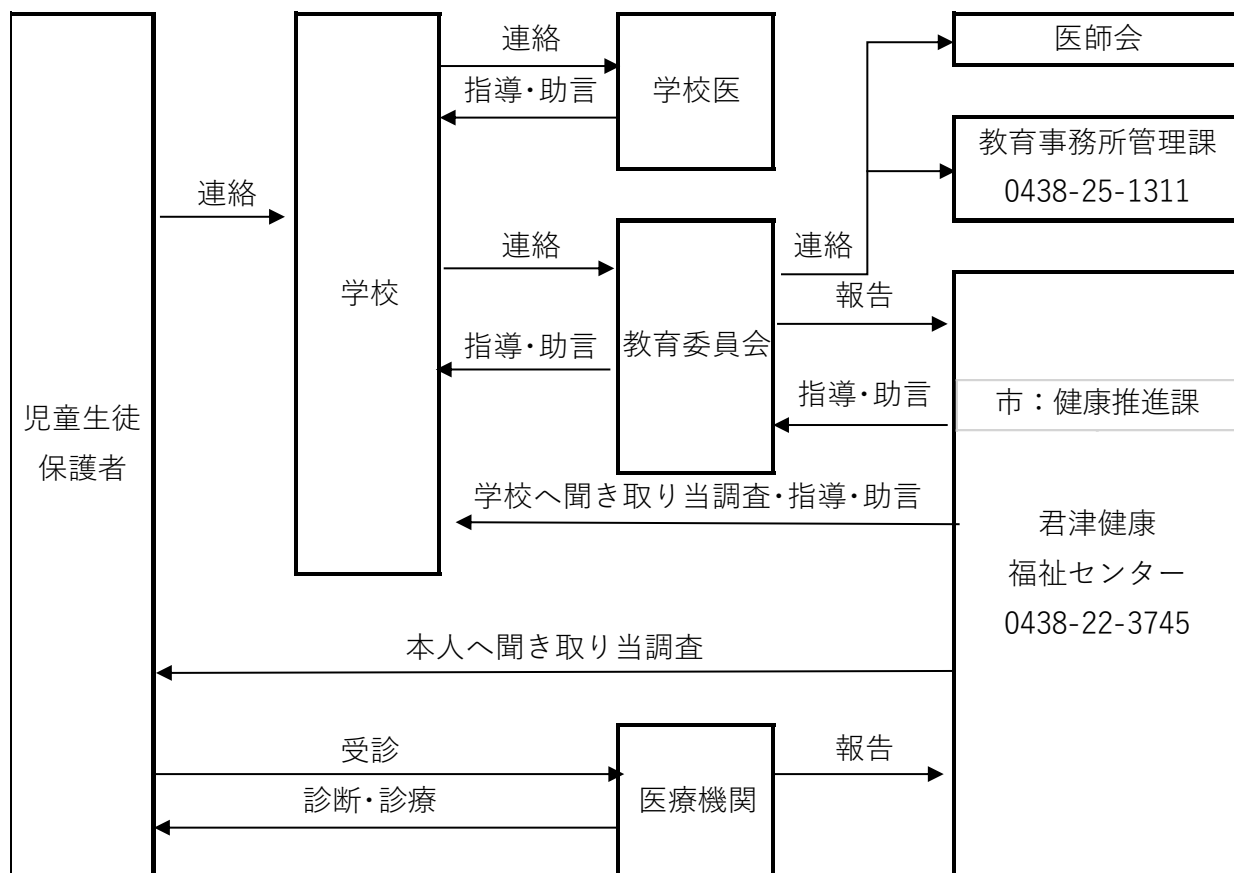 連絡
医師会
指導･助言
学校医
教育事務所管理課
0438-25-1311
連絡
連絡
連絡
学校
報告
指導･助言
教育委員会
指導･助言
市：健康推進課
児童生徒
保護者
学校へ聞き取り当調査･指導･助言
君津健康
福祉センター
0438-22-3745
本人へ聞き取り当調査
受診
報告
診断･診療
医療機関